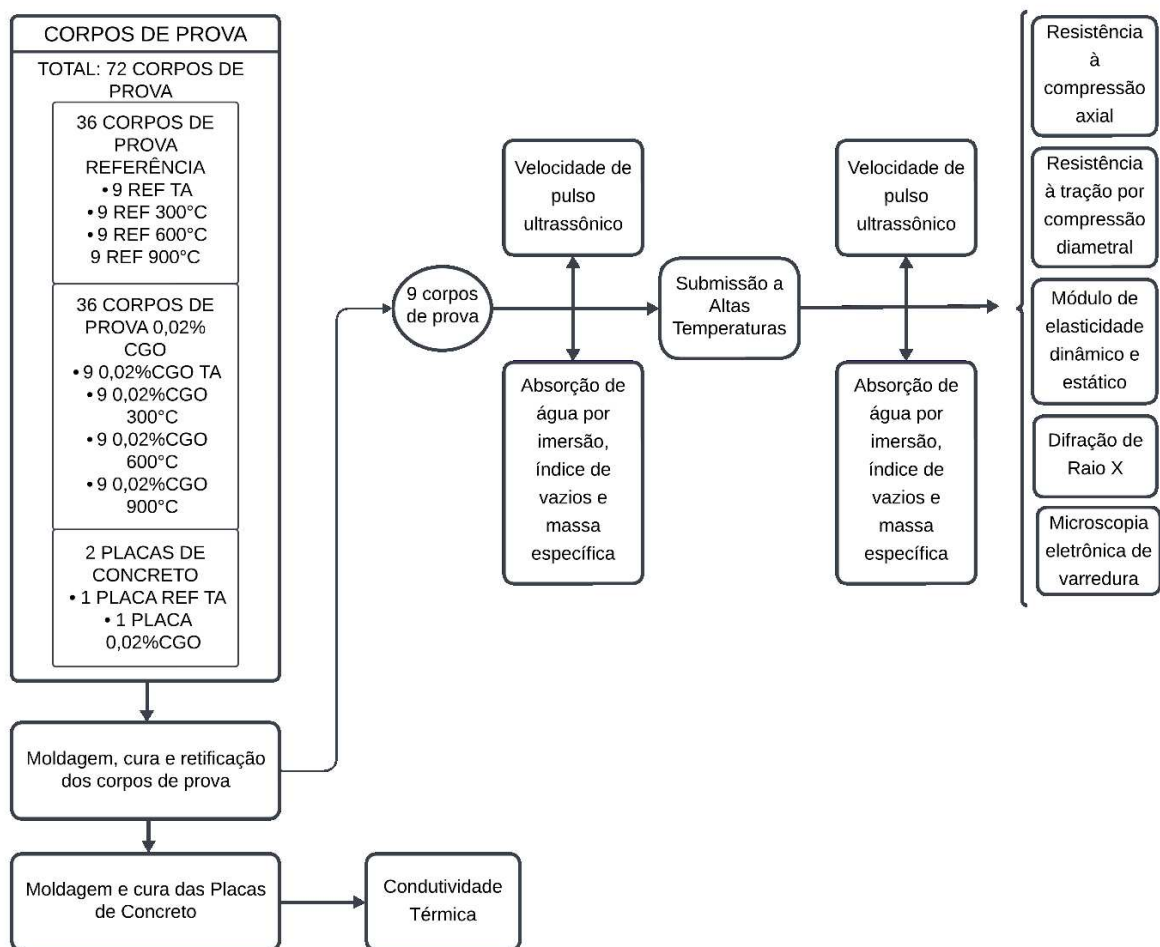 CORPOS DE PROVA
TOTAL: 72 CORPOS DE
PROVA
36 CORPOS DE
PROVA
REFERÊNCIA
• 9 REF TA
• 9 REF 300°C
• 9 REF 600°C
9 REF 900°C
36 CORPOS DE
PROVA 0,02%
CGO
• 9 0,02%CGO TA
• 9 0,02%CGO
300°C
• 9 0,02%CGO
600°C
• 9 0,02%CGO
900°C
2 PLACAS DE
CONCRETO
• 1 PLACA REF TA
• 1 PLACA
0,02%CGO
Moldagem, cura e retificação
dos corpos de prova
Moldagem e cura das Placas
de Concreto
Condutividade
Térmica
9 corpos
de prova
Velocidade de
pulso
ultrassônico
Absorção de
água por
imersão,
índice de
vazios e
massa
específica
Submissão a
Altas
Temperaturas
Velocidade de
pulso
ultrassônico
Absorção de
água por
imersão,
índice de
vazios e
massa
específica
Resistência
à
compressão
axial
Resistência
à tração por
compressão
diametral
Módulo de
elasticidade
dinâmico e
estático
Difração de
Raio X
Microscopia
eletrônica de
varredura